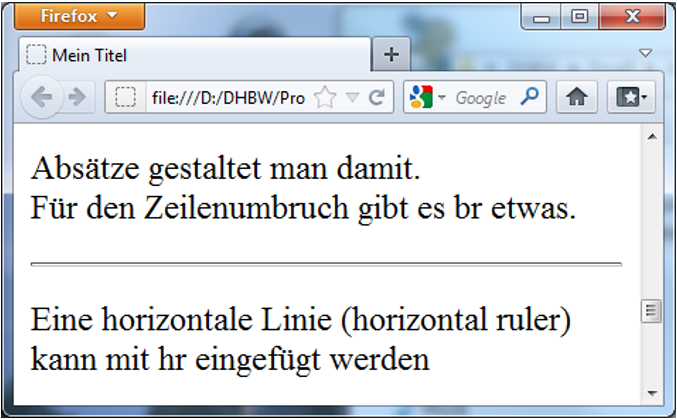 Firefox
Mein Titel
file:///D:/DHBW/Pro
Google
Absätze gestaltet man damit.
Für den Zeilenumbruch gibt es br etwas.
Eine horizontale Linie (horizontal ruler)
kann mit hr eingefügt werden